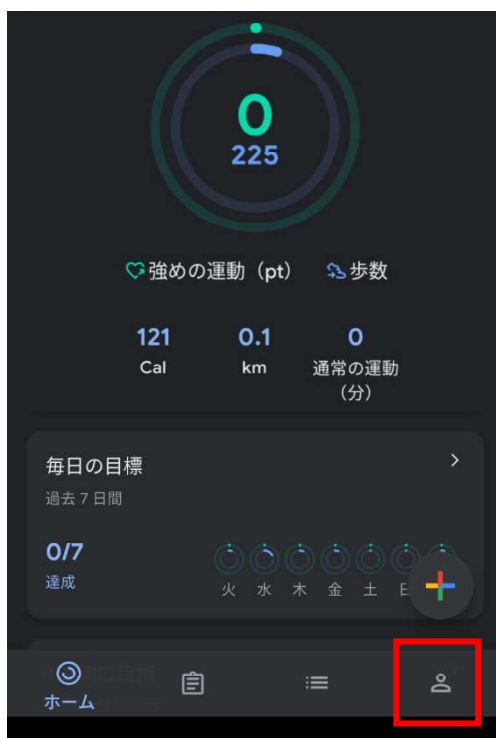 0
225
強めの運動（pt） 歩数
121 0.1 0
Cal km 通常の運動
（分）
毎日の目標
過去 7 日間
0/7
達成
火 水 木 金 土
ホーム